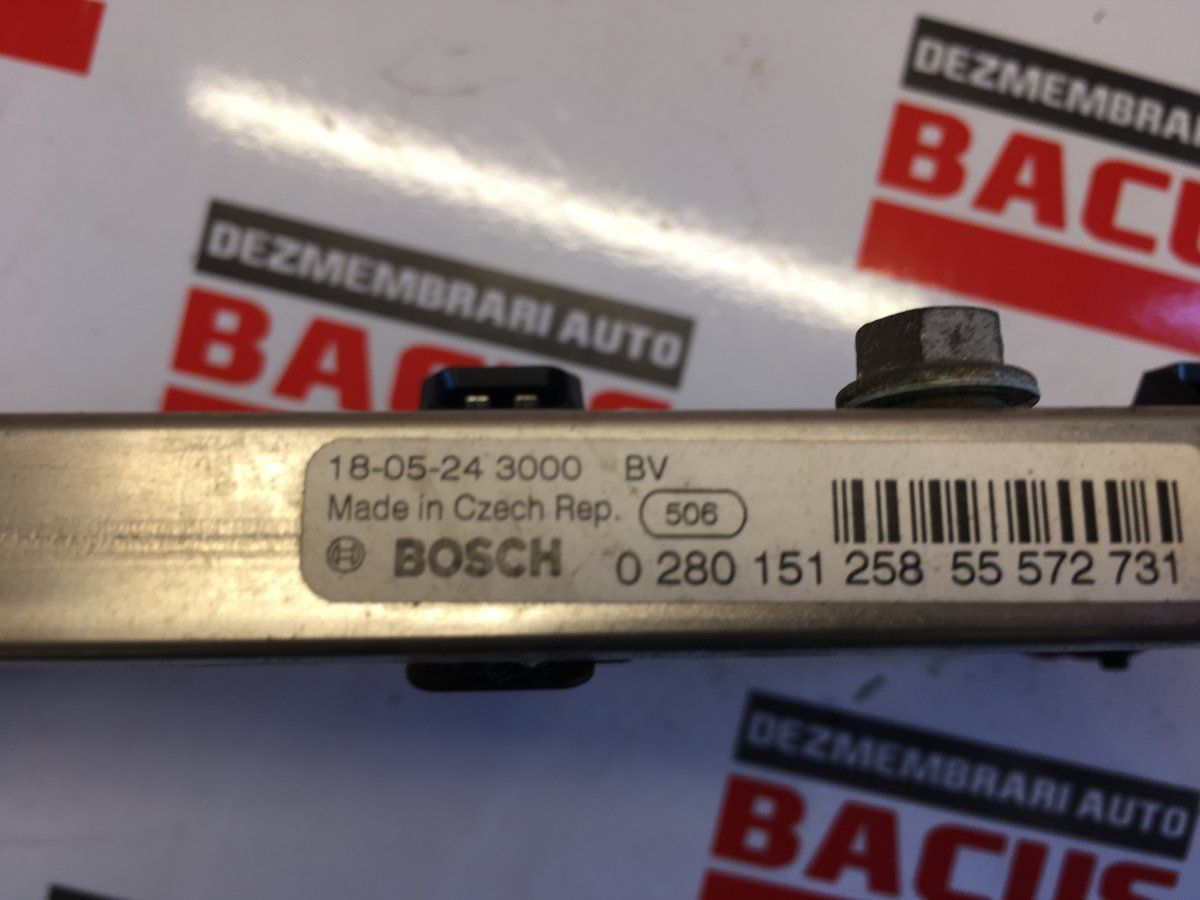 DEZMEMBRARI AUTO
BACUS
DEZMEMBRARI
BACU
18-05-24 3000 BV
Made in Czech Rep. 506
BOSCH 0 280 151 258 55 572 731
DEZMEMBRARI AUTO
BACUS